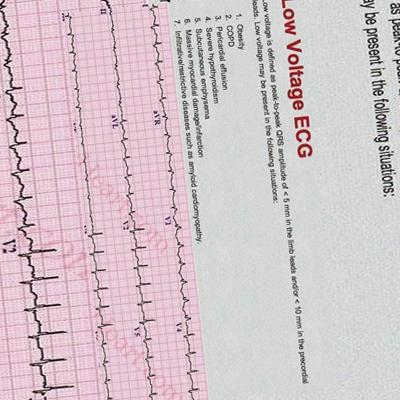 as peak-to-peak
ay be present in the following situations:
Low Voltage ECG
Low voltage is defined as peak-to-peak QRS amplitude of < 5 mm in the limb leads and/or < 10 mm in the precordial
leads. Low voltage may be present in the following situations:
1. Obesity
2. COPD
3. Pericardial effusion
4. Severe hypothyroidism
5. Subcutaneous emphysema
6. Massive myocardial damage/infarction
7. Infiltrative/restrictive diseases such as amyloid cardiomyopathy.
I
aVR
V1
V4
II
aVL
V2
V5
V2